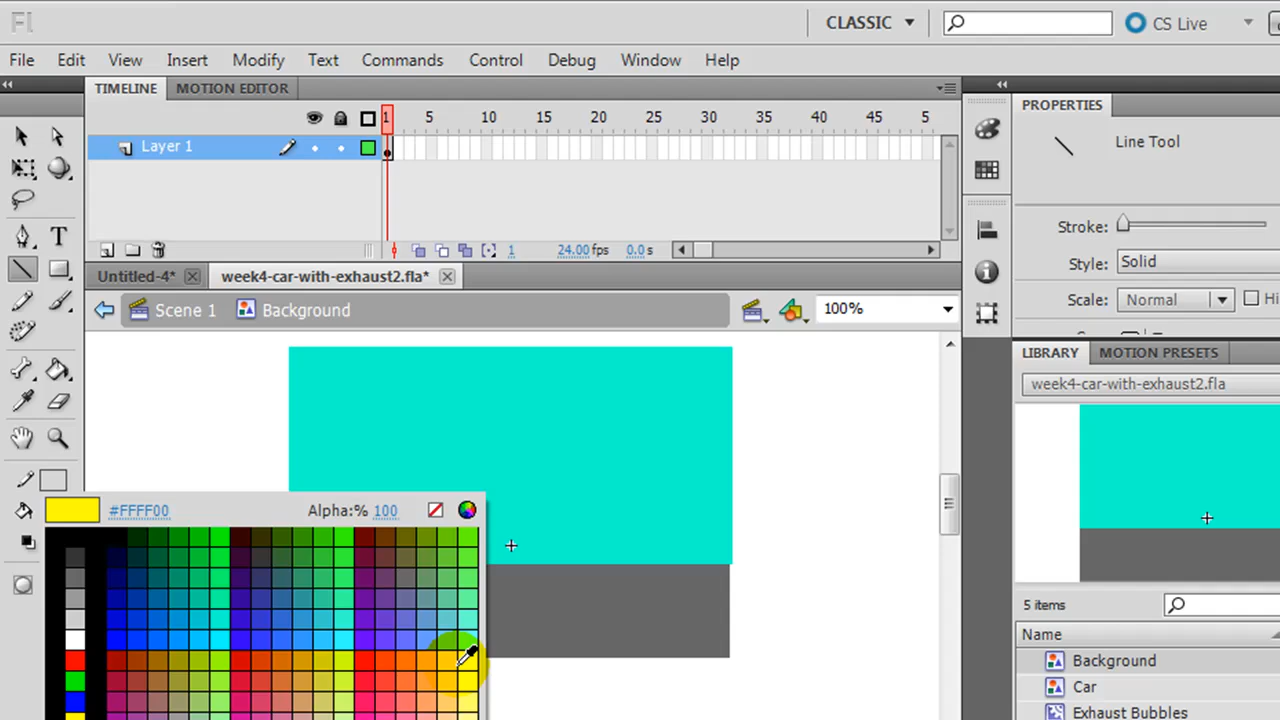 Fl
CLASSIC
CS Live
File Edit View Insert Modify Text Commands Control Debug Window Help
TIMELINE MOTION EDITOR
PROPERTIES
1 5 10 15 20 25 30 35 40 45 5
Layer 1
Line Tool
T
Stroke:
1 24.00 fps 0.0 s
Style: Solid
Untitled-4* week4-car-with-exhaust2.fla*
Scale: Normal Hi
Scene 1 Background 100%
LIBRARY MOTION PRESETS
week4-car-with-exhaust2.fla
#FFFF00 Alpha:% 100
5 items
Name
Background
Car
Exhaust Bubbles